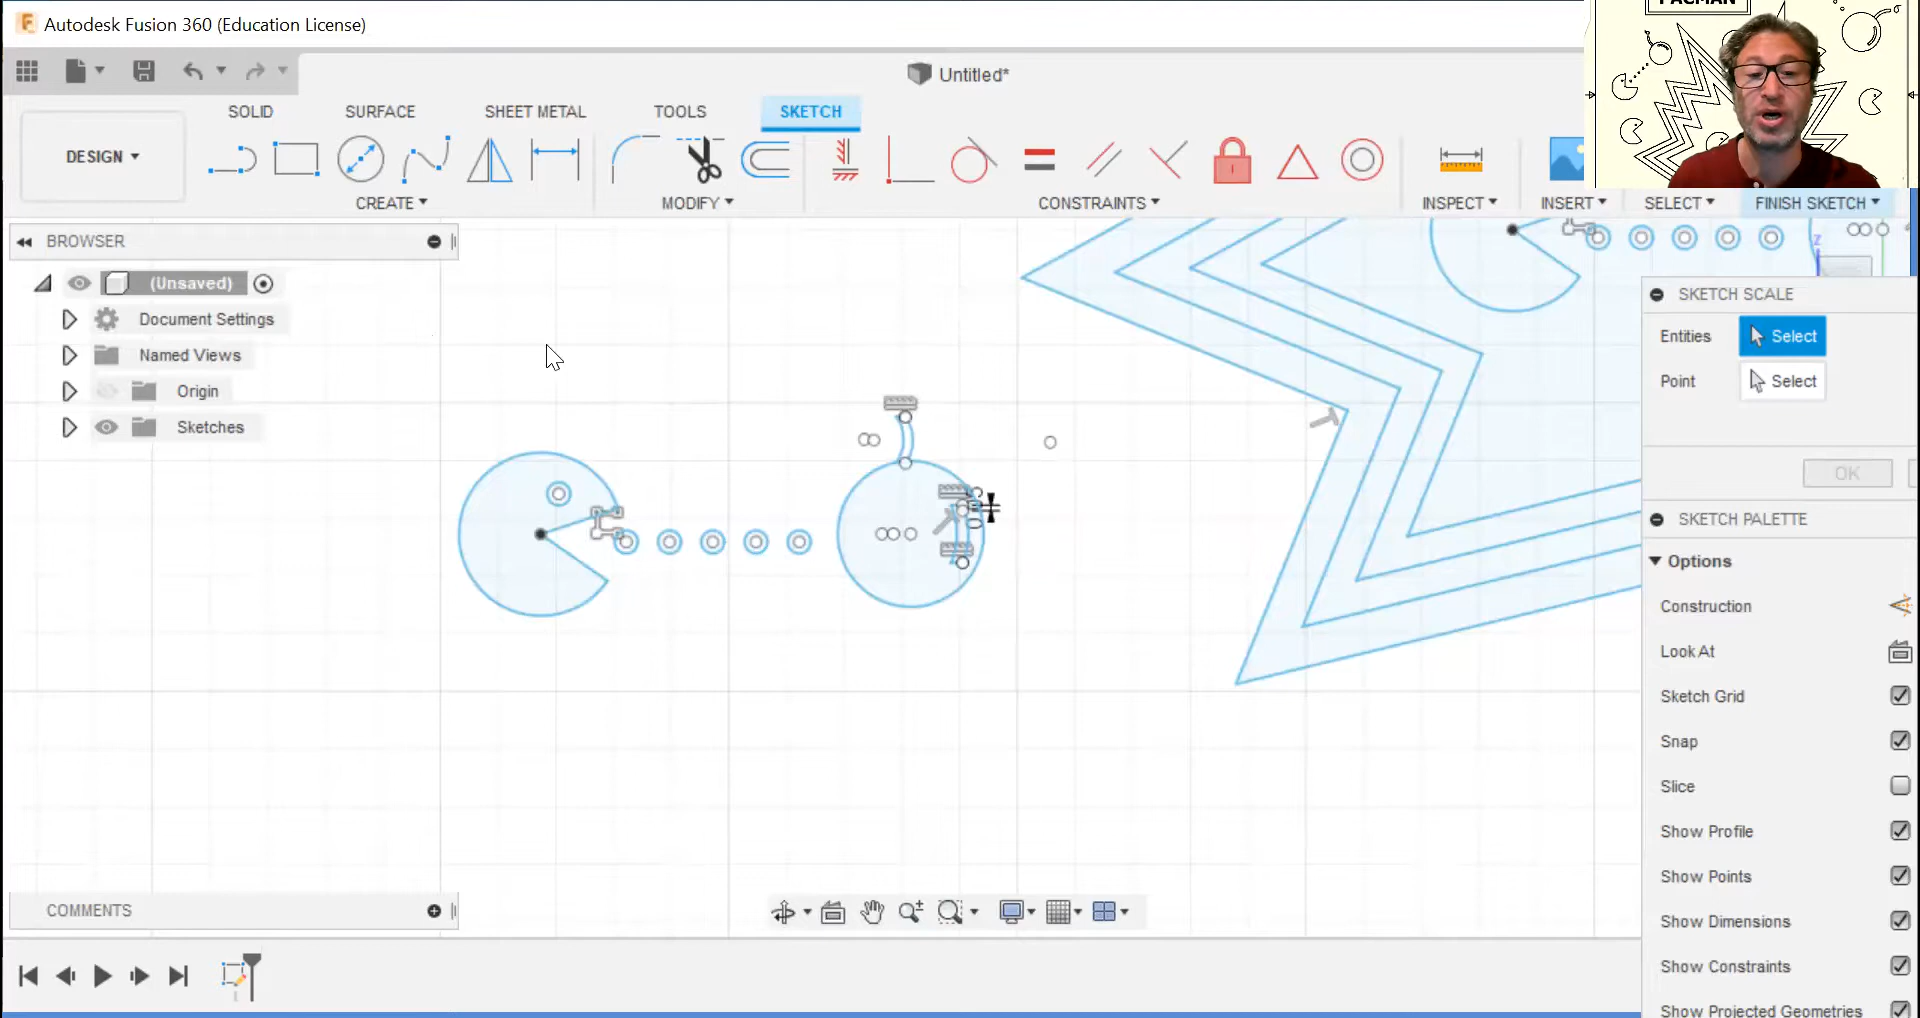 Autodesk Fusion 360 (Education License)
PACMAN
Untitled*
SOLID
SURFACE
SHEET METAL
TOOLS
SKETCH
DESIGN
CREATE
MODIFY
CONSTRAINTS
INSPECT
INSERT
SELECT
FINISH SKETCH
BROWSER
(Unsaved)
Document Settings
Named Views
Origin
Sketches
Z
SKETCH SCALE
Entities
Select
Point
Select
OK
SKETCH PALETTE
Options
Construction
Look At
Sketch Grid
Snap
Slice
Show Profile
Show Points
Show Dimensions
Show Constraints
Show Projected Geometries
COMMENTS